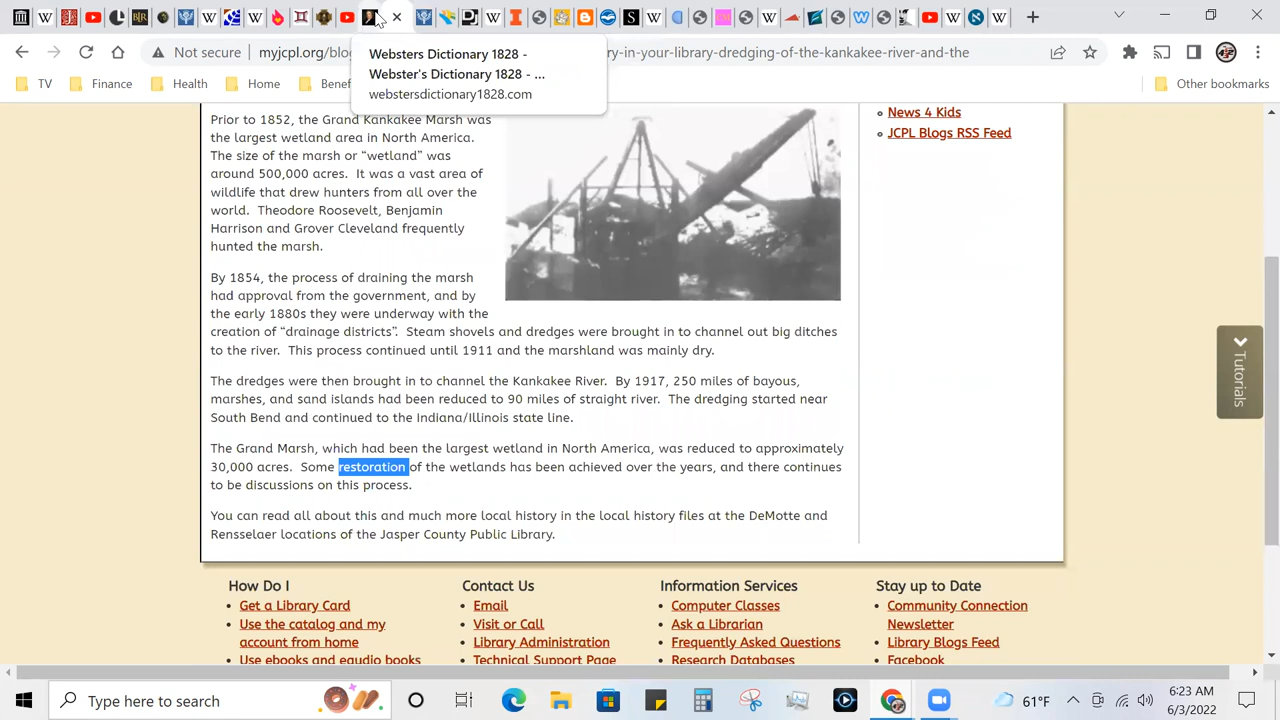 Not secure
myjcpl.org/blo
ry-in-your-library-dredging-of-the-kankakee-river-and-the
TV
Finance
Health
Home
Benef
Other bookmarks
Websters Dictionary 1828 -
Webster's Dictionary 1828 - ...
webstersdictionary1828.com
Prior to 1852, the Grand Kankakee Marsh was
the largest wetland area in North America.
The size of the marsh or “wetland” was
around 500,000 acres. It was a vast area of
wildlife that drew hunters from all over the
world. Theodore Roosevelt, Benjamin
Harrison and Grover Cleveland frequently
hunted the marsh.
By 1854, the process of draining the marsh
had approval from the government, and by
the early 1880s they were underway with the
creation of “drainage districts”. Steam shovels and dredges were brought in to channel out big ditches
to the river. This process continued until 1911 and the marshland was mainly dry.
The dredges were then brought in to channel the Kankakee River. By 1917, 250 miles of bayous,
marshes, and sand islands had been reduced to 90 miles of straight river. The dredging started near
South Bend and continued to the Indiana/Illinois state line.
The Grand Marsh, which had been the largest wetland in North America, was reduced to approximately
30,000 acres. Some restoration of the wetlands has been achieved over the years, and there continues
to be discussions on this process.
You can read all about this and much more local history in the local history files at the DeMotte and
Rensselaer locations of the Jasper County Public Library.
News 4 Kids
JCPL Blogs RSS Feed
Tutorials
How Do I
Get a Library Card
Use the catalog and my
account from home
Use ebooks and eaudio books
Contact Us
Email
Visit or Call
Library Administration
Technical Support Page
Information Services
Computer Classes
Ask a Librarian
Frequently Asked Questions
Research Databases
Stay up to Date
Community Connection
Newsletter
Library Blogs Feed
Facebook
Type here to search
61°F
6:23 AM
6/3/2022